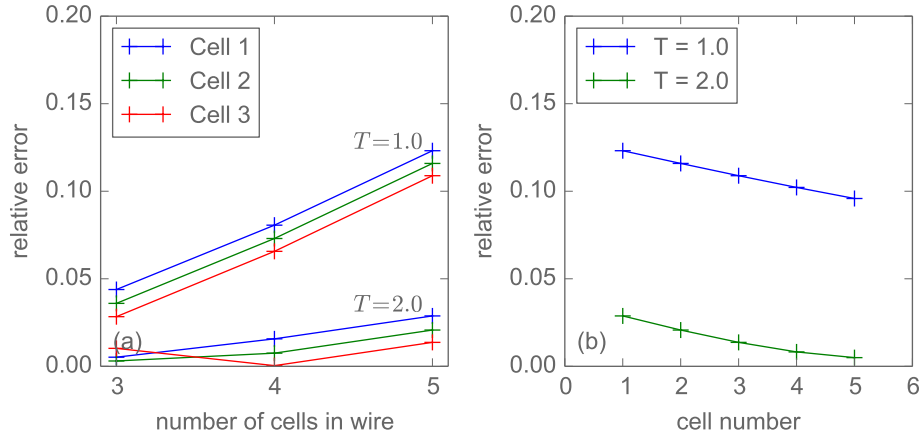 0.20
0.15
0.10
0.05
0.00
relative error
Cell 1
Cell 2
Cell 3
T=1.0
T=2.0
(a)
3
4
5
number of cells in wire
0.20
0.15
0.10
0.05
0.00
relative error
T = 1.0
T = 2.0
(b)
0
1
2
3
4
5
6
cell number